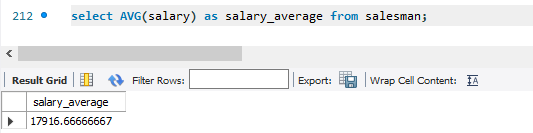 212 select AVG(salary) as salary_average from salesman;
Result Grid Filter Rows: Export: Wrap Cell Content:
salary_average
17916.66666667